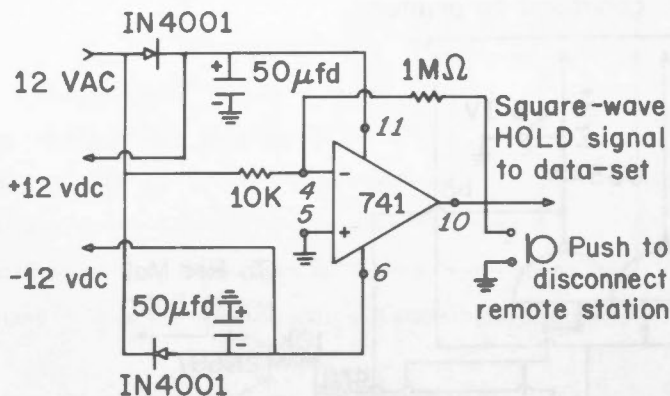 IN4001
12 VAC
50μfd
1MΩ
Square-wave
HOLD signal
to data-set
11
+12 vdc
10K
4
5
741
10
6
-12 vdc
Push to
disconnect
remote station
50μfd
IN4001